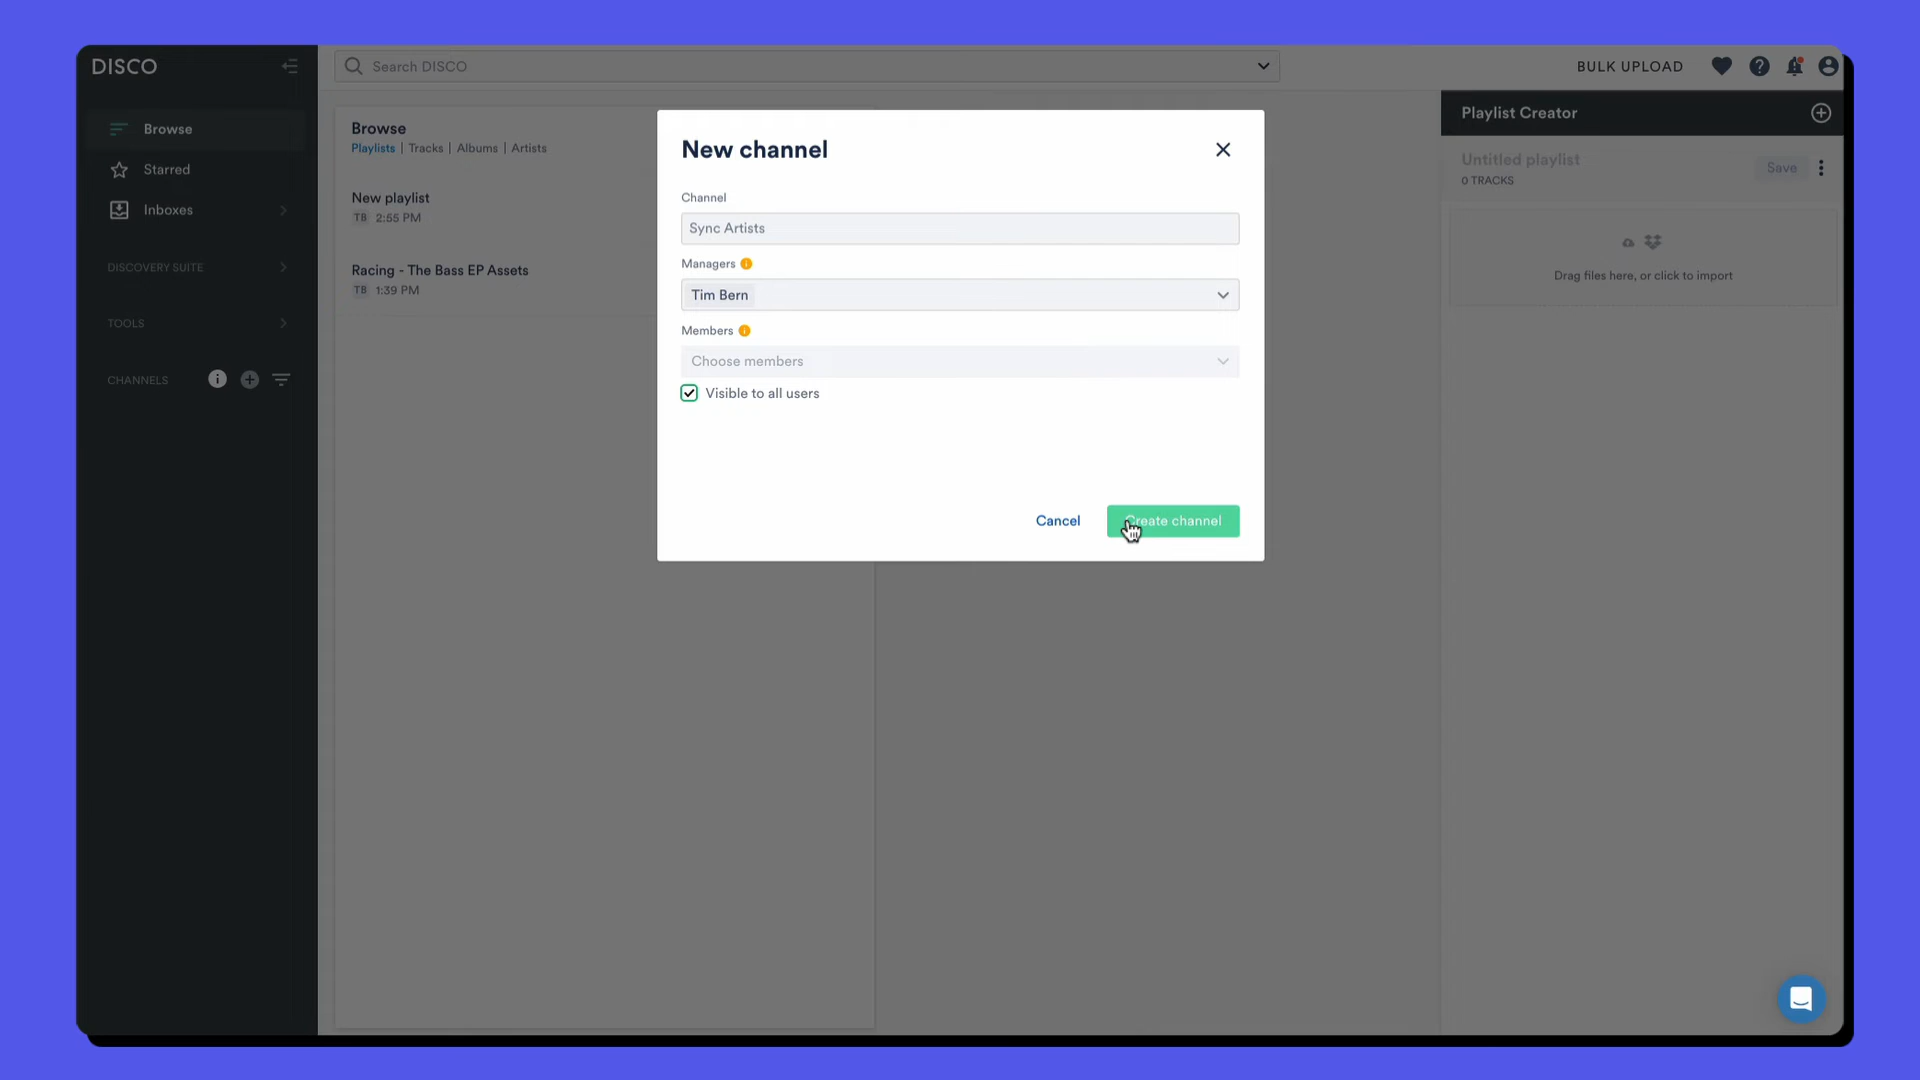 DISCO
Search DISCO
BULK UPLOAD
Browse
Starred
Inboxes
DISCOVERY SUITE
TOOLS
CHANNELS
Browse
Playlists | Tracks | Albums | Artists
New playlist
TB 2:55 PM
Racing - The Bass EP Assets
TB 1:39 PM
New channel
Channel
Sync Artists
Managers
Tim Bern
Members
Choose members
Visible to all users
Cancel
Create channel
Playlist Creator
Untitled playlist
Save
0 TRACKS
Drag files here, or click to import